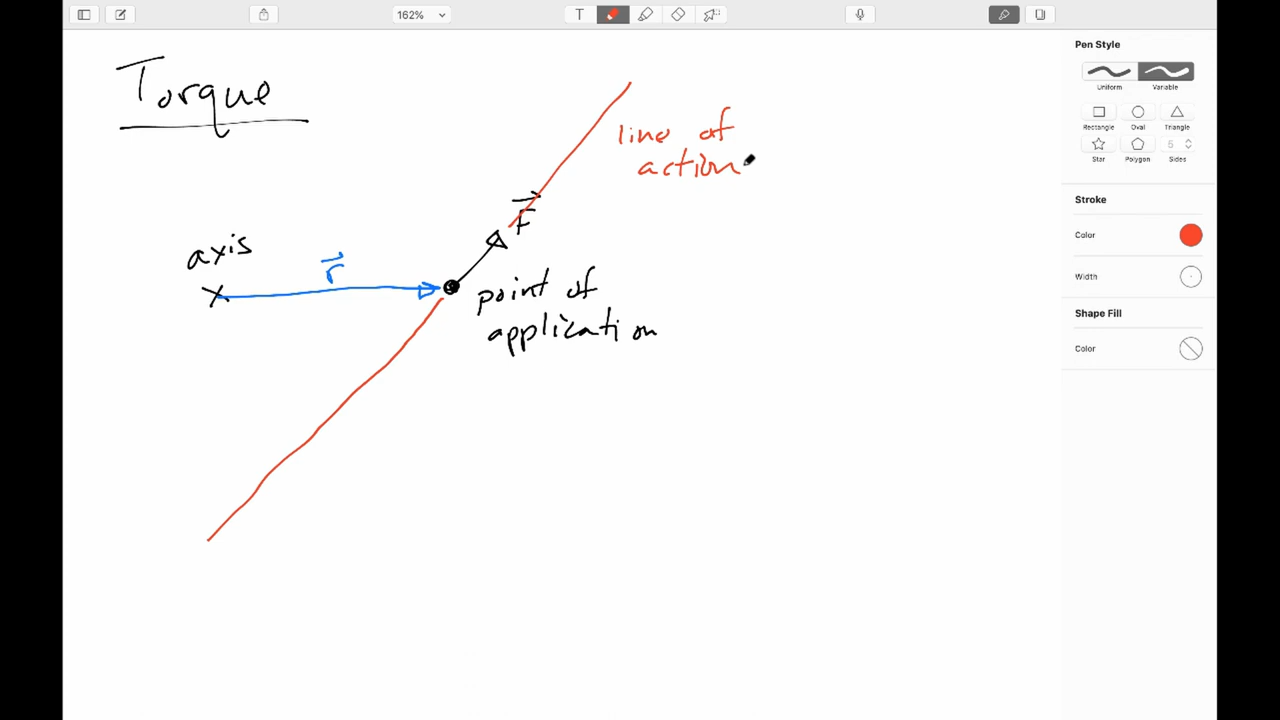 162%
T
Torque
line of
action
F
axis
r
point of
application
Pen Style
Uniform
Variable
Rectangle
Oval
Triangle
Star
Polygon
5
Sides
Stroke
Color
Width
Shape Fill
Color